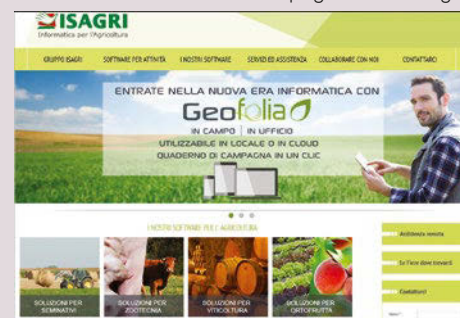 ISAGRI
Informatica per l'Agricoltura
GRUPPO ISAGRI SOFTWARE PER ATTIVITÀ I NOSTRI SOFTWARE SERVIZI ED ASSISTENZA COLLABORARE CON NOI CONTATTARCI
ENTRATE NELLA NUOVA ERA INFORMATICA CON
Geofolia
IN CAMPO | IN UFFICIO
UTILIZZABILE IN LOCALE O IN CLOUD
QUADERNO DI CAMPAGNA IN UN CLIC
I NOSTRI SOFTWARE PER L'AGRICOLTURA
Assistenza remota
Contattarci
SOLUZIONI PER SEMINATIVI
SOLUZIONI PER ZOOTECNIA
SOLUZIONI PER VITICOLTURA
SOLUZIONI PER ORTOFRUTTA